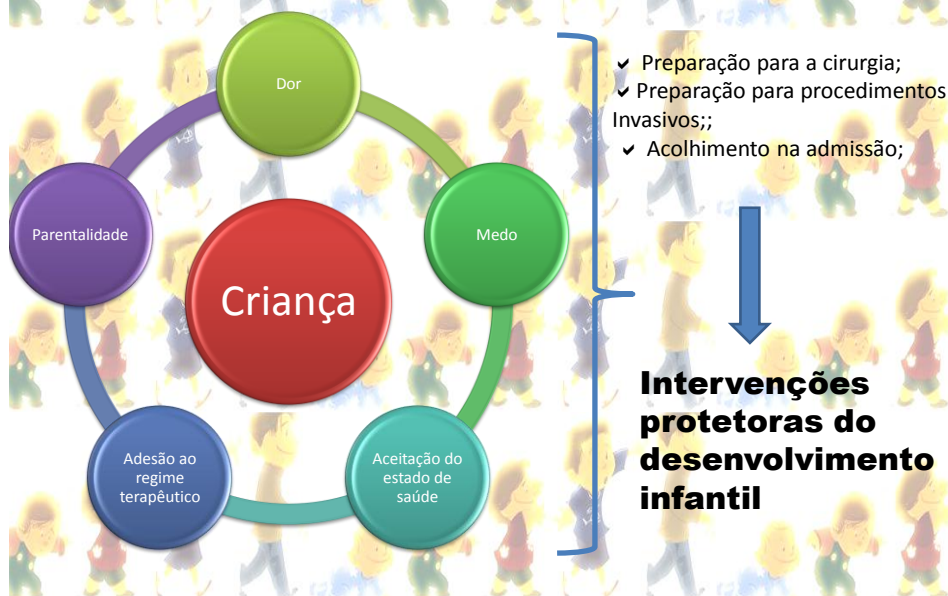 Dor
Medo
Aceitação do
estado de
saúde
Adesão ao
regime
terapêutico
Parentalidade
Criança
✓ Preparação para a cirurgia;
✓ Preparação para procedimentos
Invasivos;;
✓ Acolhimento na admissão;
Intervenções
protetoras do
desenvolvimento
infantil